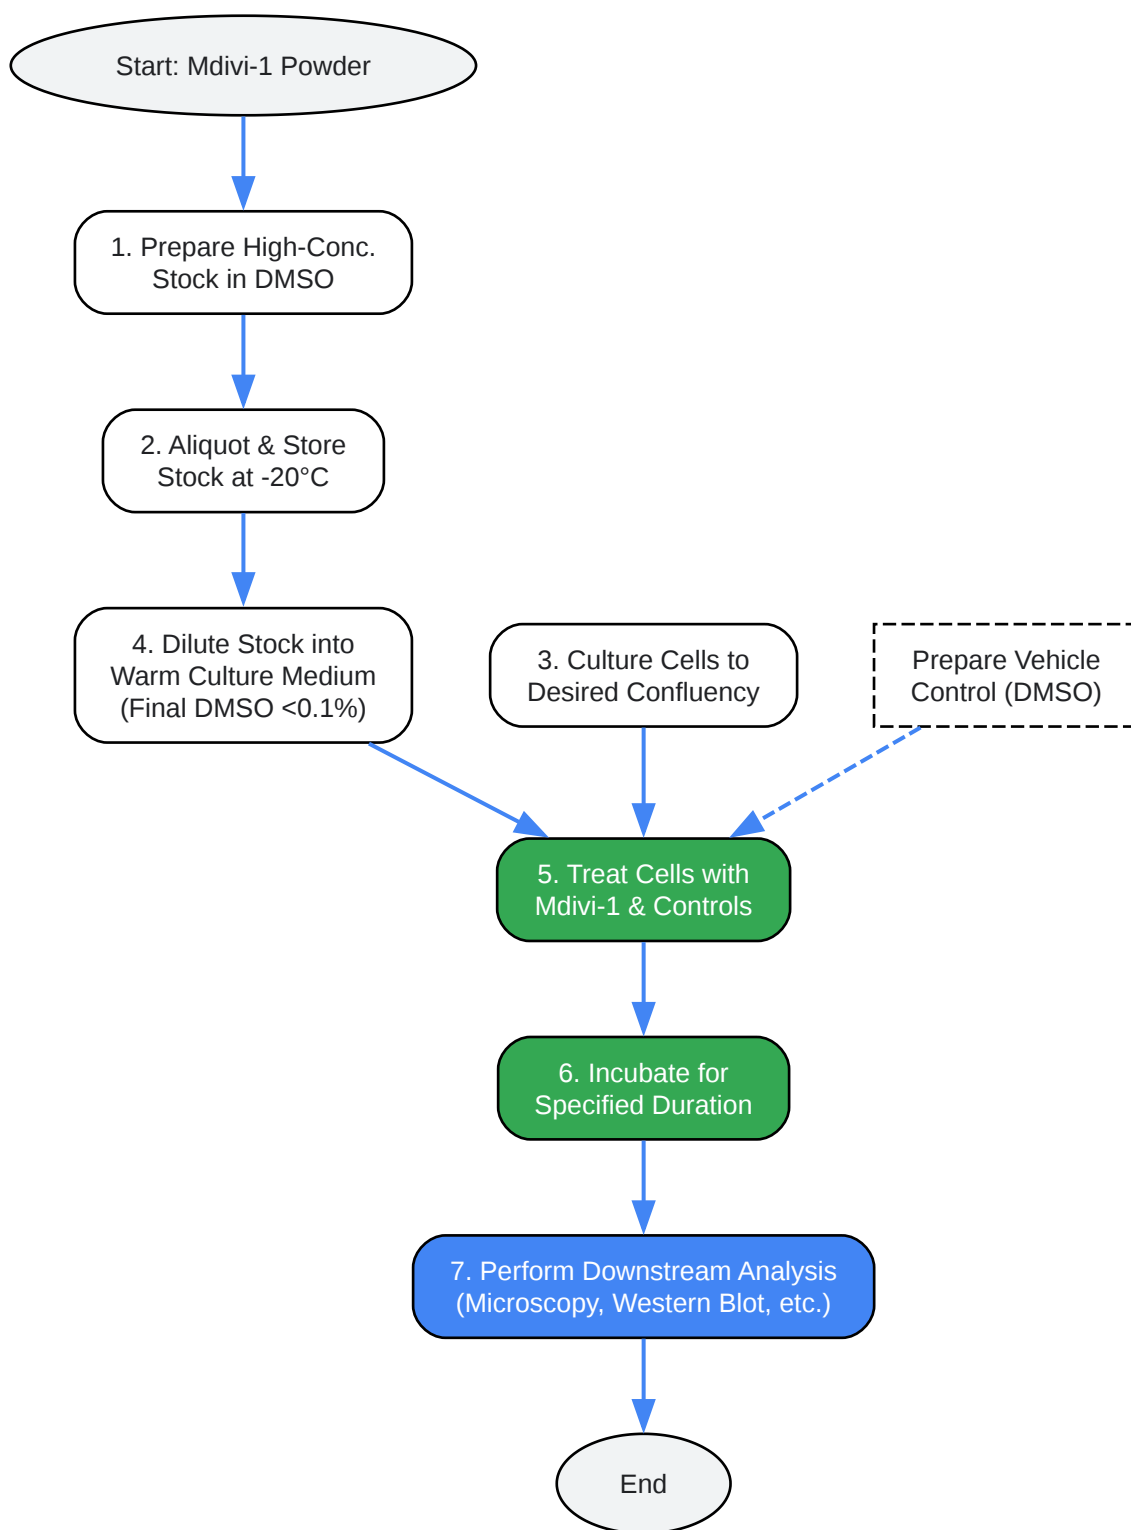 Start: Mdivi-1 Powder
1. Prepare High-Conc.
Stock in DMSO
2. Aliquot & Store
Stock at -20°C
4. Dilute Stock into
Warm Culture Medium
(Final DMSO <0.1%)
3. Culture Cells to
Desired Confluency
Prepare Vehicle
Control (DMSO)
5. Treat Cells with
Mdivi-1 & Controls
6. Incubate for
Specified Duration
7. Perform Downstream Analysis
(Microscopy, Western Blot, etc.)
End